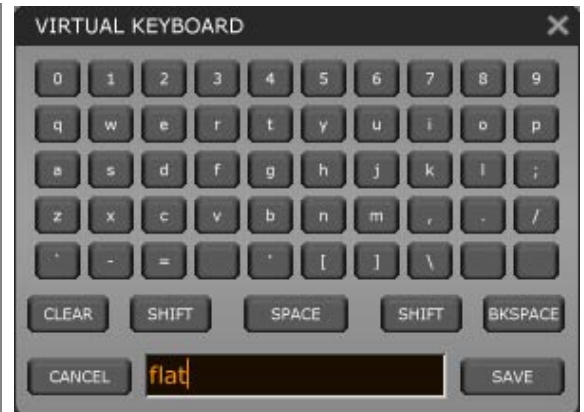 VIRTUAL KEYBOARD ×
0 1 2 3 4 5 6 7 8 9
q w e r t y u i o p
a s d f g h j k l ;
z x c v b n m , . /
` - = ' [ ] \
CLEAR SHIFT SPACE SHIFT BKSPACE
CANCEL flat SAVE